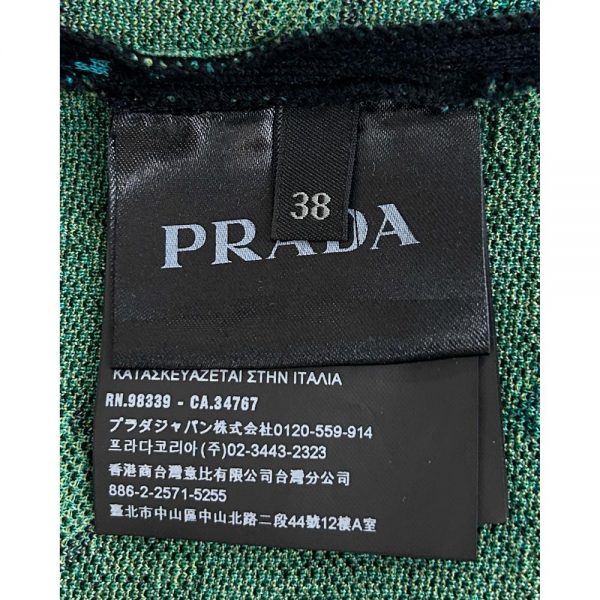 38
PRADA
ΚΑΤΑΣΚΕΥΑΖΕΤΑΙ ΣΤΗΝ ΙΤΑΛΙΑ
RN.98339 - CA.34767
プラダジャパン株式会社0120-559-914
프라다코리아 (주) 02-3443-2323
香港商台灣意比有限公司台灣分公司
886-2-2571-5255
臺北市中山區中山北路二段44號12樓A室